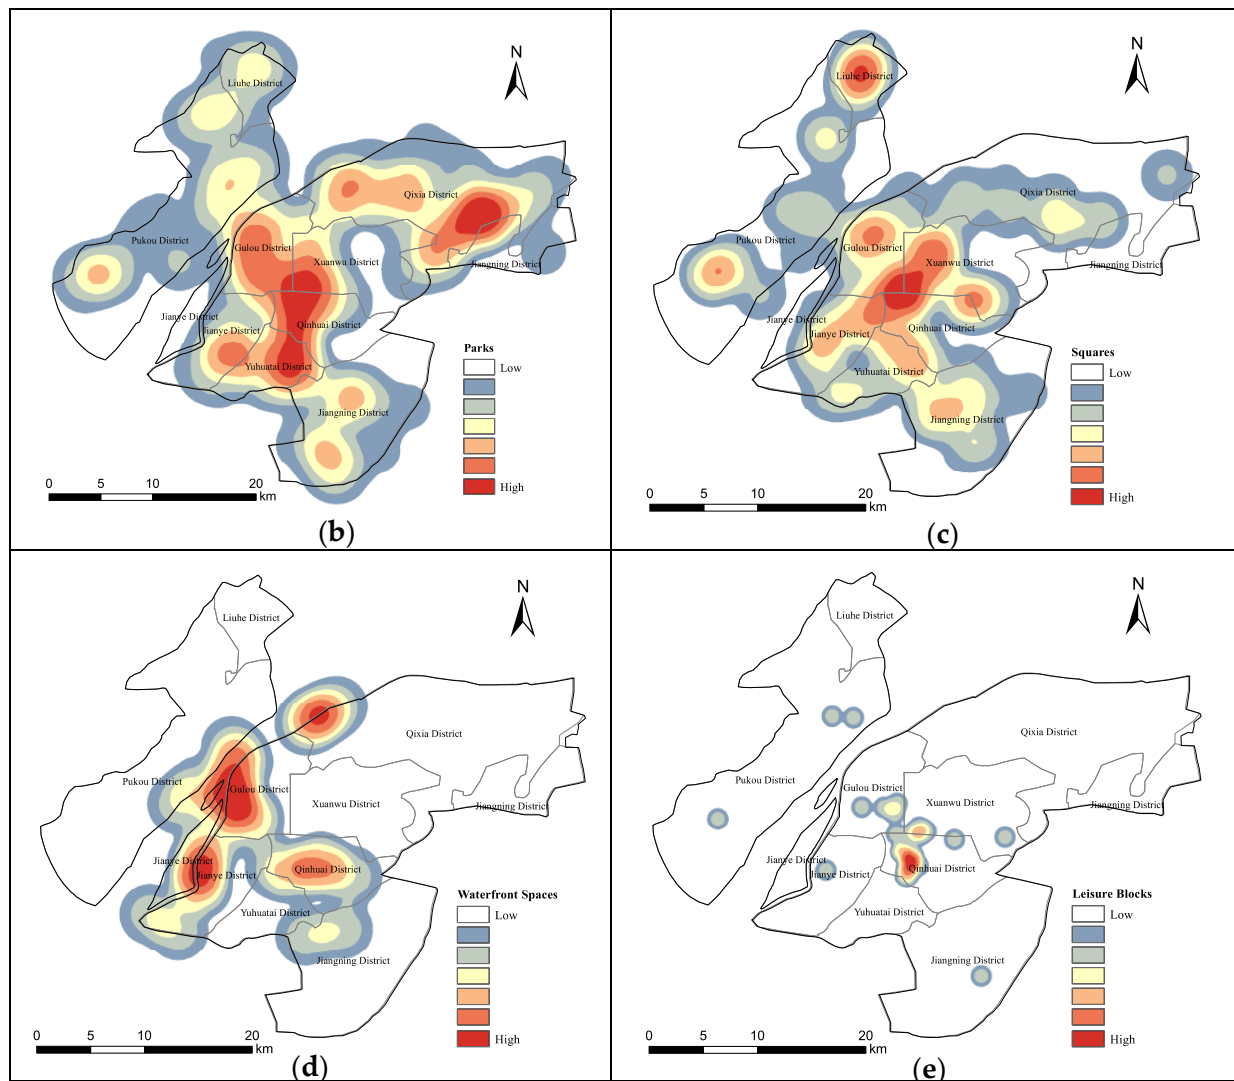 N
Liuhe District
Qixia District
Pukou District
Gulou District
Xuanwu District
Jiangning District
Jianye District
Jianye District
Qinhuai District
Yuhuatai District
Jiangning District
Parks
Low
High
0 5 10 20
km
(b)
N
Liuhe District
Qixia District
Pukou District
Gulou District
Xuanwu District
Jiangning District
Jianye District
Jianye District
Qinhuai District
Yuhuatai District
Jiangning District
Squares
Low
High
0 5 10 20
km
(c)
N
Liuhe District
Qixia District
Pukou District
Gulou District
Xuanwu District
Jiangning District
Jianye District
Jianye District
Qinhuai District
Yuhuatai District
Jiangning District
Waterfront Spaces
Low
High
0 5 10 20
km
(d)
N
Liuhe District
Qixia District
Pukou District
Gulou District
Xuanwu District
Jiangning District
Jianye District
Jianye District
Qinhuai District
Yuhuatai District
Jiangning District
Leisure Blocks
Low
High
0 5 10 20
km
(e)